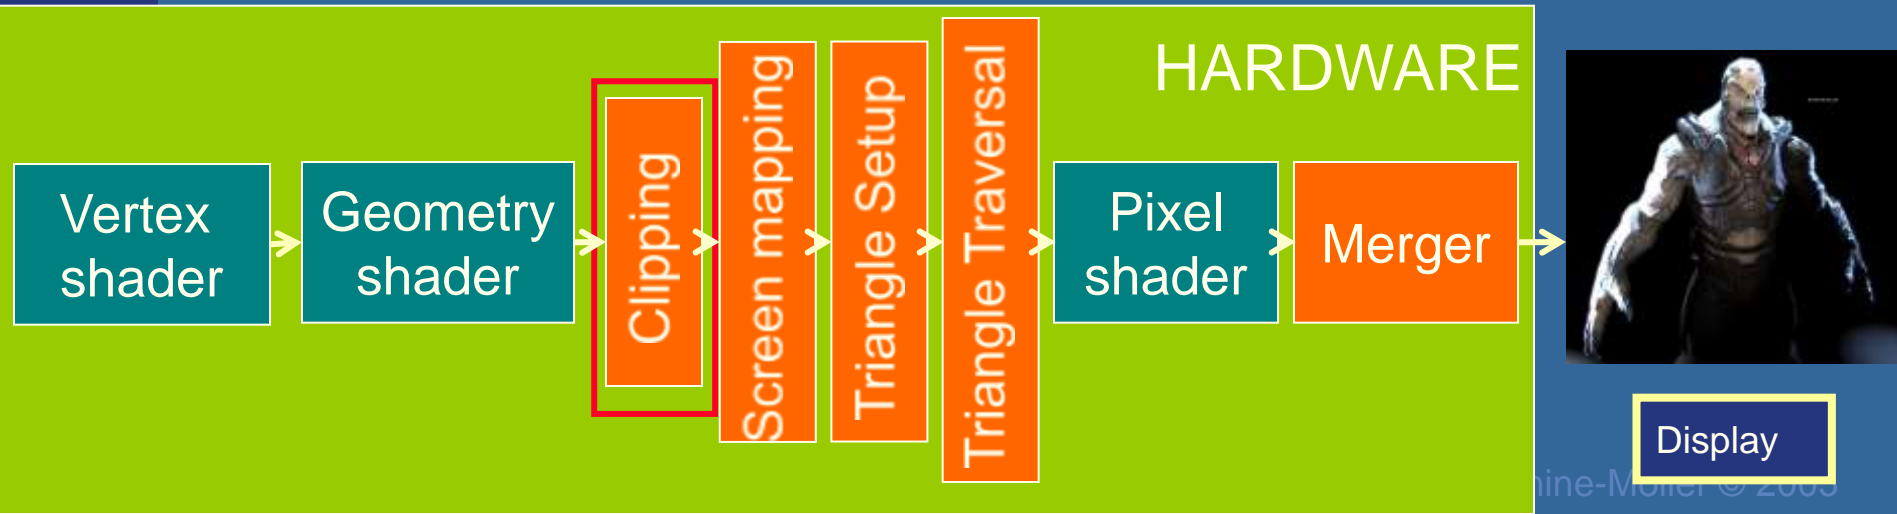 HARDWARE
Vertex
shader
Geometry
shader
Clipping
Screen mapping
Triangle Setup
Triangle Traversal
Pixel
shader
Merger
Display